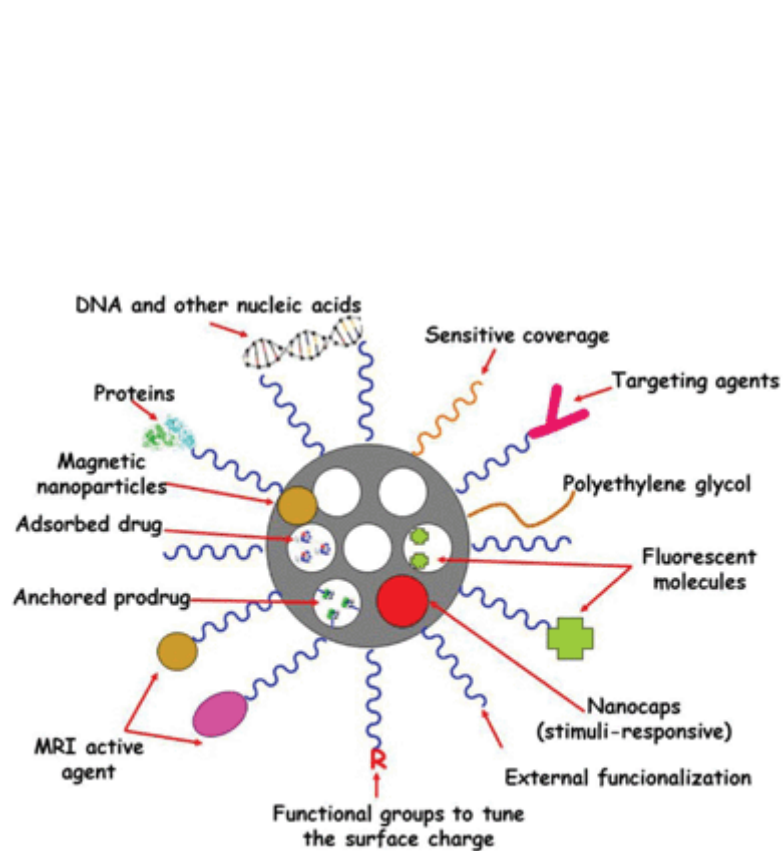 DNA and other nucleic acids
Sensitive coverage
Targeting agents
Proteins
Magnetic
nanoparticles
Polyethylene glycol
Adsorbed drug
Fluorescent
molecules
Anchored prodrug
Nanocaps
(stimuli-responsive)
MRI active
agent
R
External funcionalization
Functional groups to tune
the surface charge